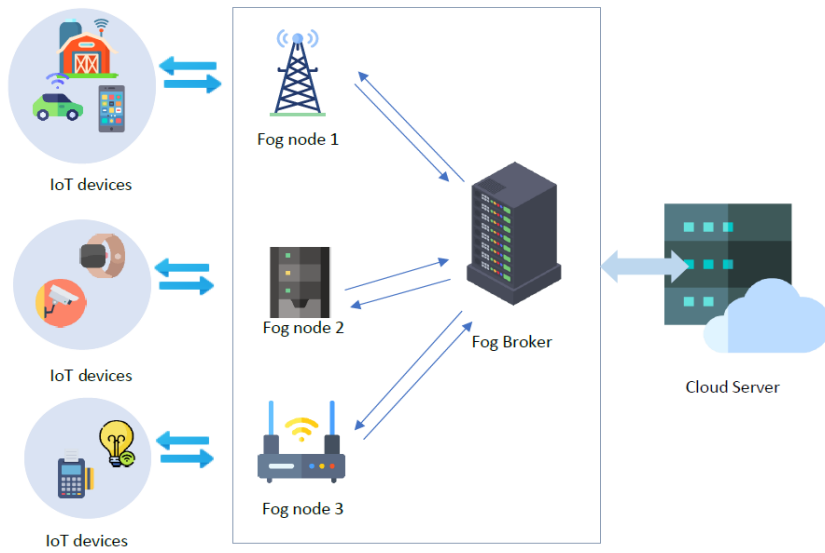 Fog node 1
IoT devices
Fog node 2
Fog Broker
IoT devices
Cloud Server
Fog node 3
IoT devices